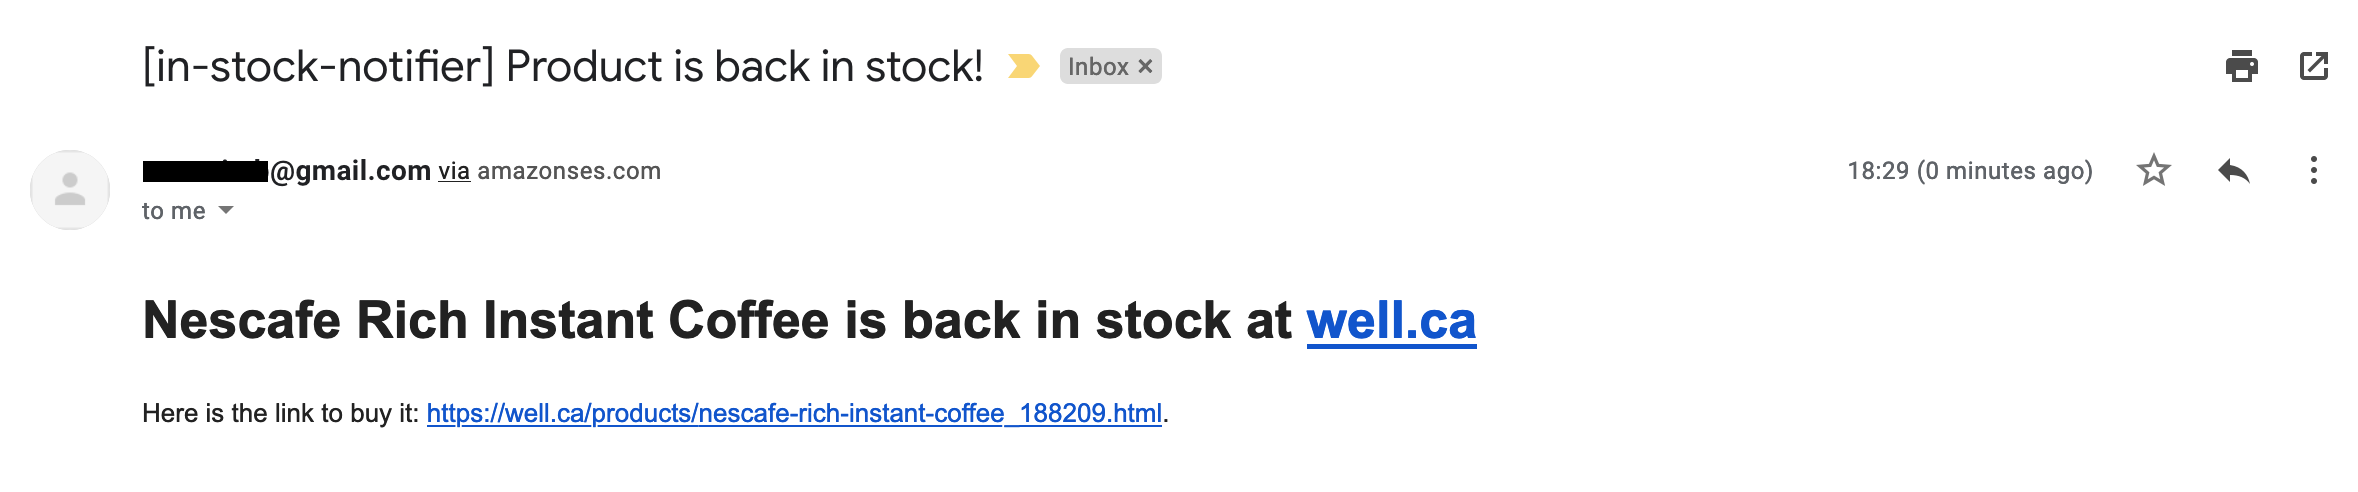 [in-stock-notifier] Product is back in stock! Inbox ×
@gmail.com via amazonses.com 18:29 (0 minutes ago)
to me
Nescafe Rich Instant Coffee is back in stock at well.ca
Here is the link to buy it: https://well.ca/products/nescafe-rich-instant-coffee_188209.html.